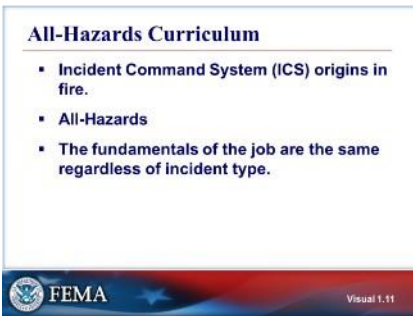 All-Hazards Curriculum
▪ Incident Command System (ICS) origins in
fire.
▪ All-Hazards
▪ The fundamentals of the job are the same
regardless of incident type.
FEMA
Visual 1.11